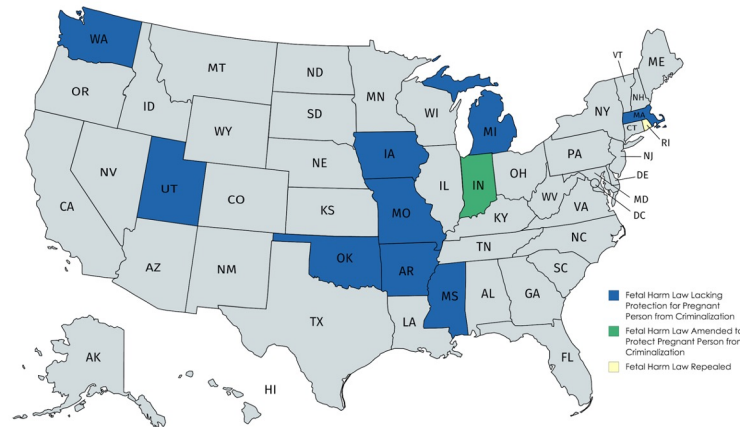 WA
MT
ND
MN
OR
ID
SD
WI
WY
MI
VT
ME
NH
NY
MA
CT
RI
NV
UT
CO
NE
IA
IL
IN
OH
PA
NJ
DE
MD
DC
CA
KS
MO
KY
WV
VA
AZ
NM
OK
AR
TN
NC
SC
TX
LA
MS
AL
GA
FL
AK
HI
Fetal Harm Law Lacking
Protection for Pregnant
Person from Criminalization
Fetal Harm Law Amended to
Protect Pregnant Person from
Criminalization
Fetal Harm Law Repealed